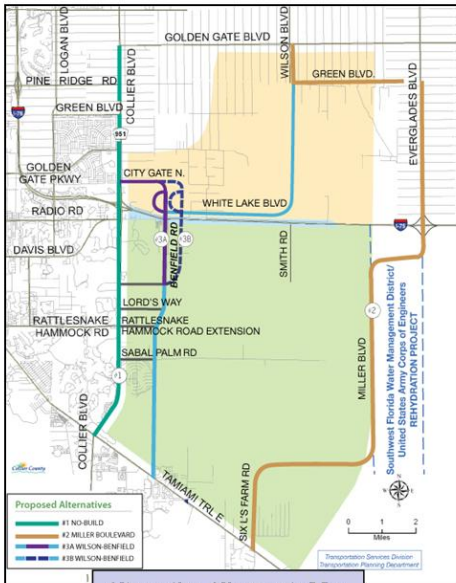 LOGAN BLVD
COLLIER BLVD
GOLDEN GATE BLVD
WILSON BLVD
GREEN BLVD.
EVERGLADES BLVD
PINE RIDGE RD
I-75
GREEN BLVD
951
GOLDEN
GATE PKWY
CITY GATE N.
RADIO RD
WHITE LAKE BLVD
#3A
#3B
BENFIELD RD
DAVIS BLVD
SMITH RD
I-75
LORD'S WAY
RATTLESNAKE
HAMMOCK RD
RATTLESNAKE
HAMMOCK ROAD EXTENSION
SABAL PALM RD
#1
#2
MILLER BLVD
Southwest Florida Water Management District/
United States Army Corps of Engineers
REHYDRATION PROJECT
COLLIER BLVD
TAMIAMI TRL E
SIX L'S FARM RD
Collier County
Proposed Alternatives
#1 NO-BUILD
#2 MILLER BOULEVARD
#3A WILSON-BENFIELD
#3B WILSON-BENFIELD
0 1 2
Miles
Transportation Services Division
Transportation Planning Department